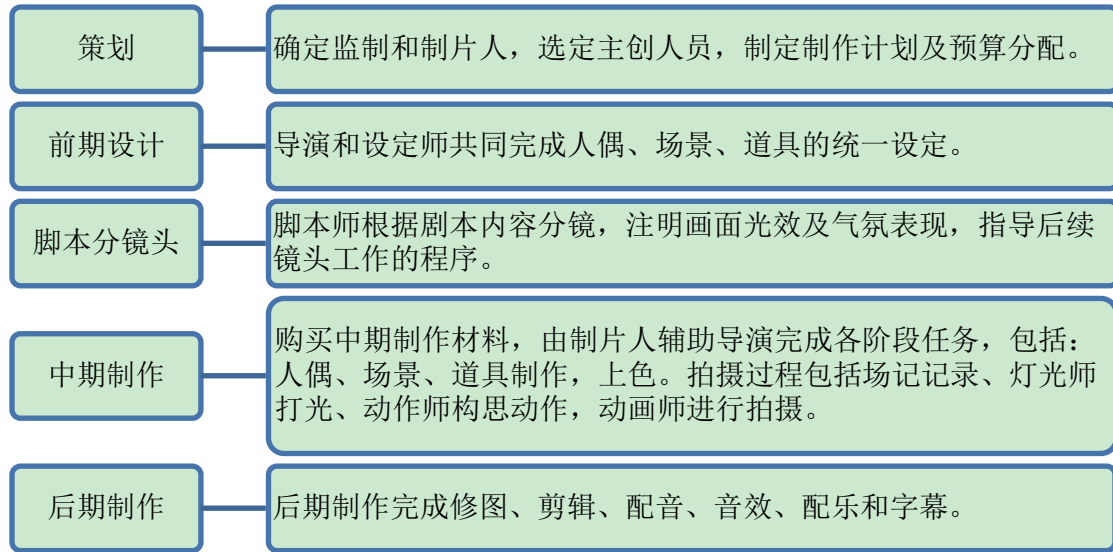 策划
确定监制和制片人，选定主创人员，制定制作计划及预算分配。
前期设计
导演和设定师共同完成人偶、场景、道具的统一设定。
脚本分镜头
脚本师根据剧本内容分镜，注明画面光效及气氛表现，指导后续
镜头工作的程序。
中期制作
购买中期制作材料，由制片人辅助导演完成各阶段任务，包括：
人偶、场景、道具制作，上色。拍摄过程包括场记记录、灯光师
打光、动作师构思动作，动画师进行拍摄。
后期制作
后期制作完成修图、剪辑、配音、音效、配乐和字幕。